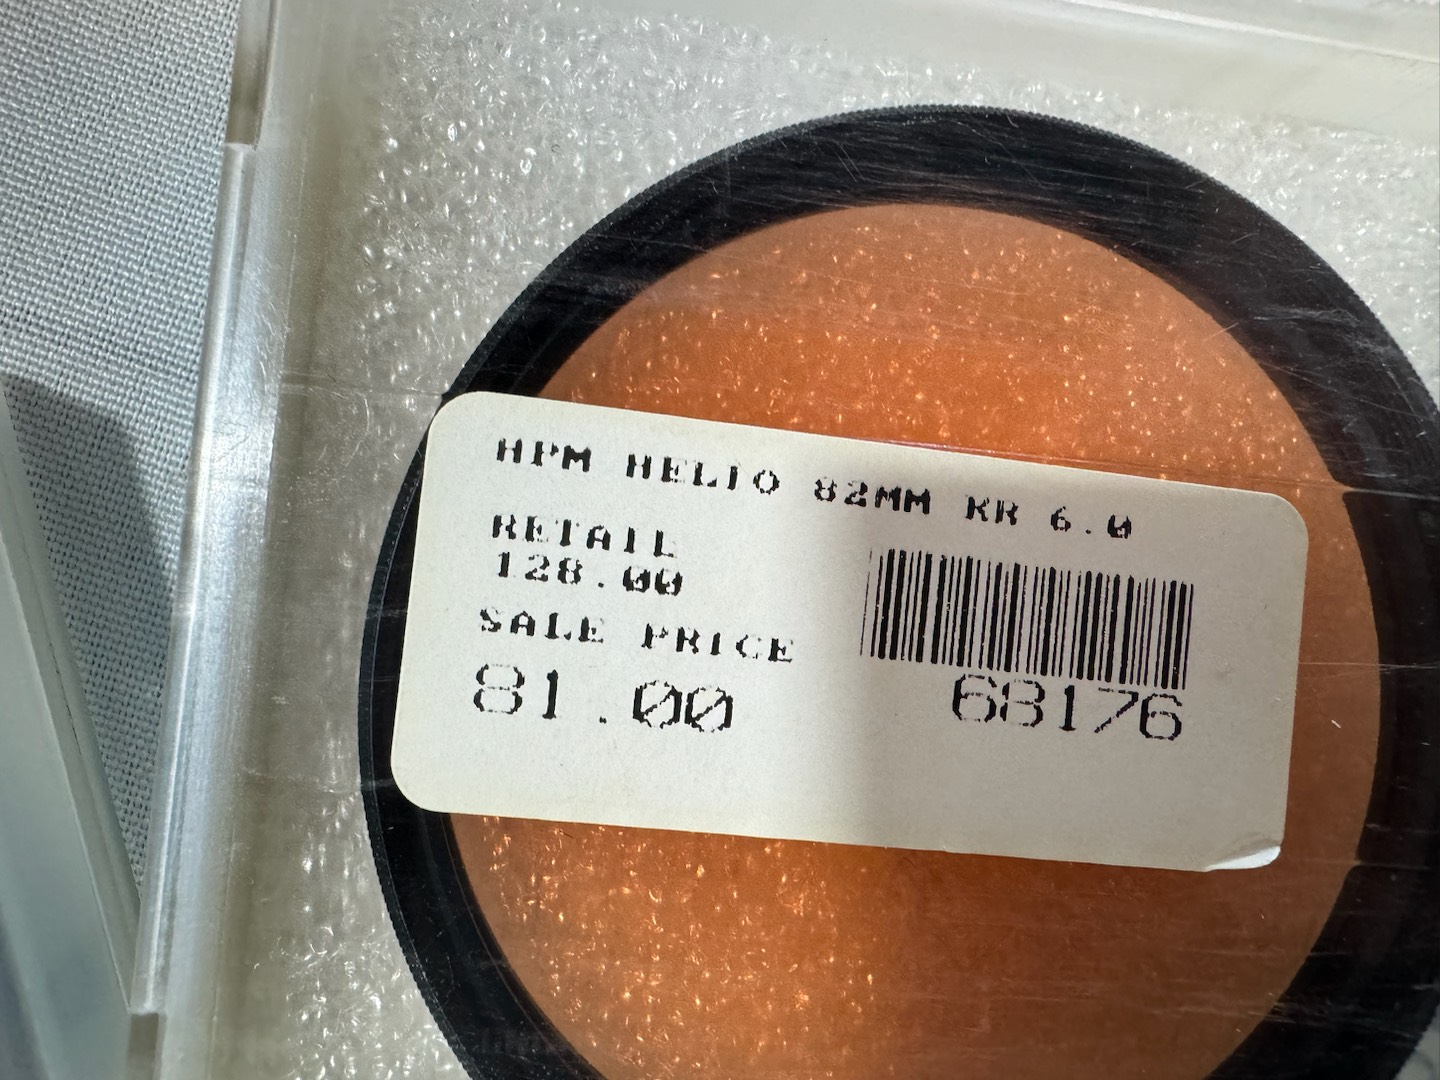 HPM HELIO 82MM KR 6.0
RETAIL
128.00
SALE PRICE
81.00
68176